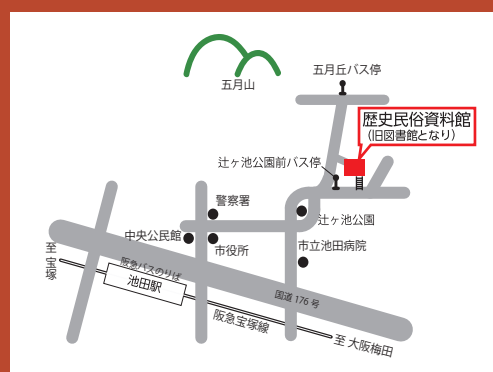 五月山
五月丘バス停
歴史民俗資料館
(旧図書館となり)
辻ヶ池公園前バス停
警察署
辻ヶ池公園
中央公民館
市役所
市立池田病院
至宝塚
阪急バスのりば
池田駅
国道176号
阪急宝塚線
至 大阪梅田